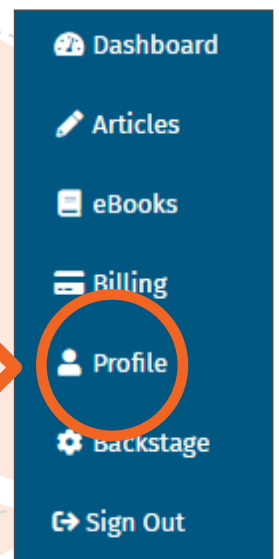 Dashboard
Articles
eBooks
Billing
Profile
Backstage
Sign Out